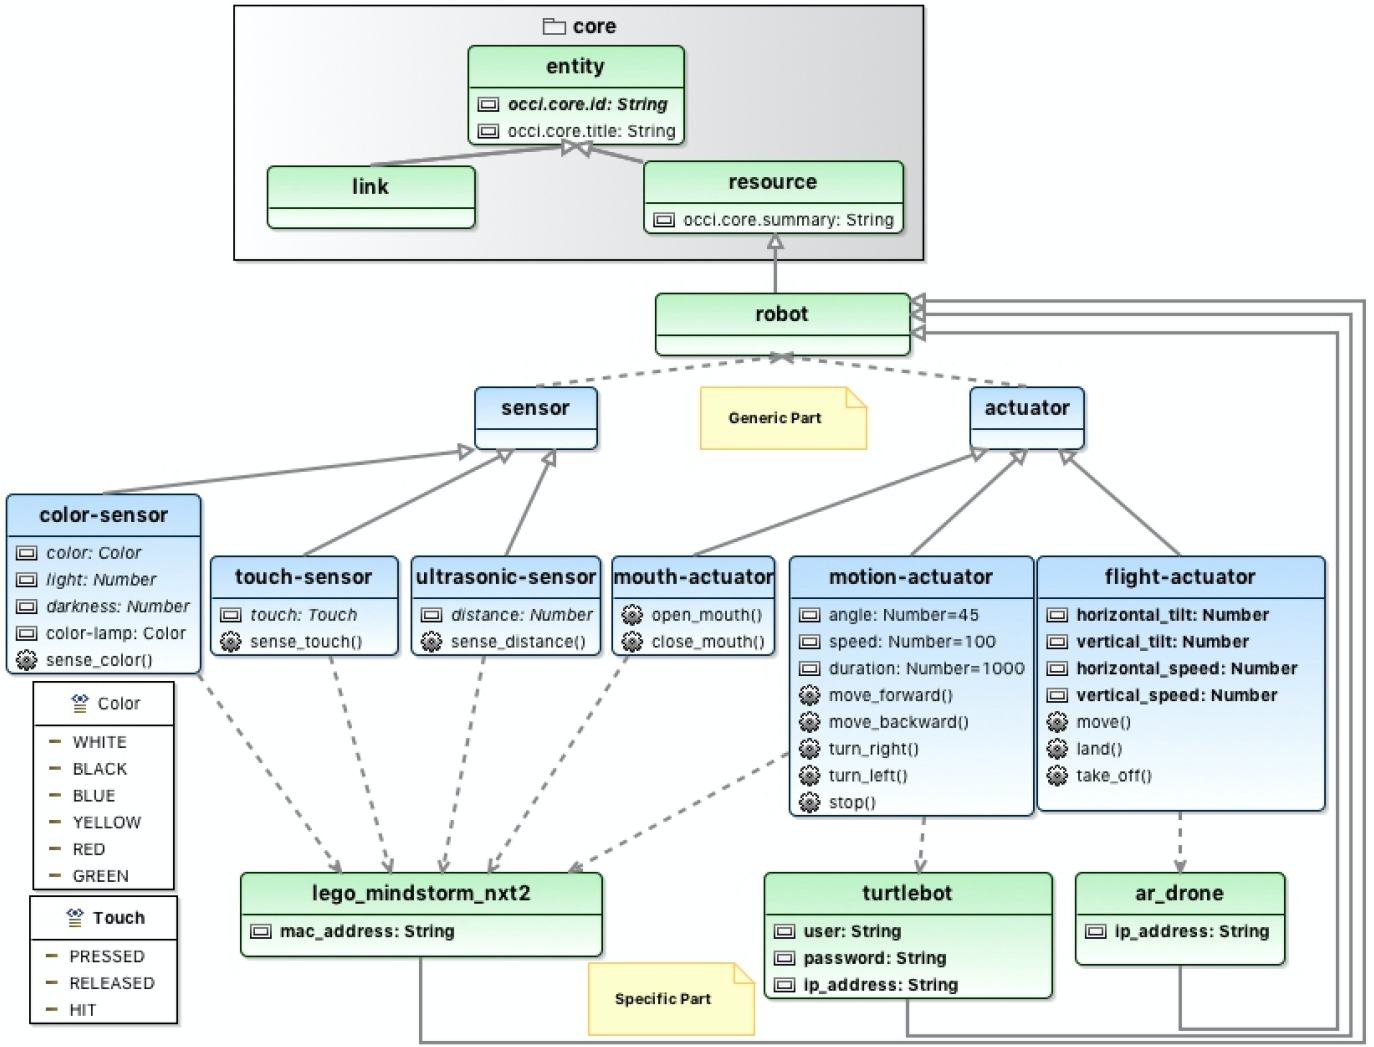 core
entity
occi.core.id: String
occi.core.title: String
link
resource
occi.core.summary: String
robot
sensor
Generic Part
actuator
color-sensor
color: Color
light: Number
darkness: Number
color-lamp: Color
sense_color()
touch-sensor
touch: Touch
sense_touch()
ultrasonic-sensor
distance: Number
sense_distance()
mouth-actuator
open_mouth()
close_mouth()
motion-actuator
angle: Number=45
speed: Number=100
duration: Number=1000
move_forward()
move_backward()
turn_right()
turn_left()
stop()
flight-actuator
horizontal_tilt: Number
vertical_tilt: Number
horizontal_speed: Number
vertical_speed: Number
move()
land()
take_off()
Color
WHITE
BLACK
BLUE
YELLOW
RED
GREEN
Touch
PRESSED
RELEASED
HIT
lego_mindstorm_nxt2
mac_address: String
Specific Part
turtlebot
user: String
password: String
ip_address: String
ar_drone
ip_address: String